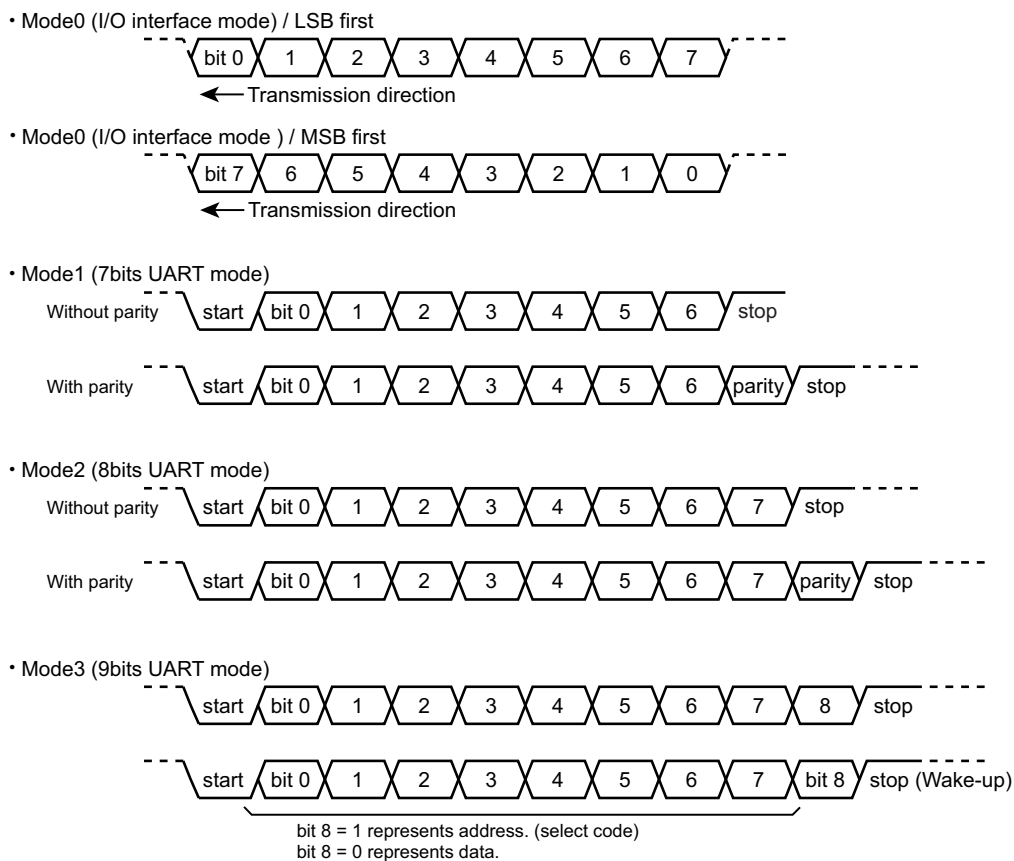 ・Mode0 (I/O interface mode) / LSB first
bit 0 1 2 3 4 5 6 7
Transmission direction
・Mode0 (I/O interface mode ) / MSB first
bit 7 6 5 4 3 2 1 0
Transmission direction
・Mode1 (7bits UART mode)
Without parity start bit 0 1 2 3 4 5 6 stop
With parity start bit 0 1 2 3 4 5 6 parity stop
・Mode2 (8bits UART mode)
Without parity start bit 0 1 2 3 4 5 6 7 stop
With parity start bit 0 1 2 3 4 5 6 7 parity stop
・Mode3 (9bits UART mode)
start bit 0 1 2 3 4 5 6 7 8 stop
start bit 0 1 2 3 4 5 6 7 bit 8 stop (Wake-up)
bit 8 = 1 represents address. (select code)
bit 8 = 0 represents data.